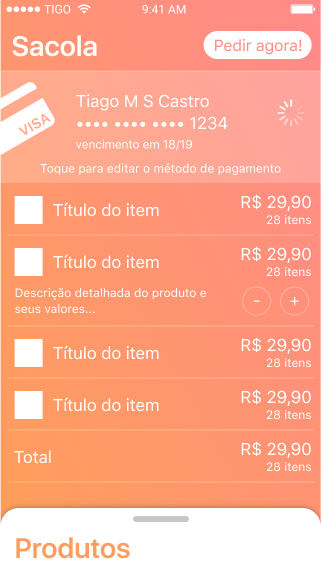 TIGO 9:41 AM
Sacola
Pedir agora!
VISA
Tiago M S Castro
•••• •••• •••• 1234
vencimento em 18/19
Toque para editar o método de pagamento
Título do item
R$ 29,90
28 itens
Título do item
R$ 29,90
28 itens
Descrição detalhada do produto e
seus valores...
- +
Título do item
R$ 29,90
28 itens
Título do item
R$ 29,90
28 itens
Total
R$ 29,90
28 itens
Produtos